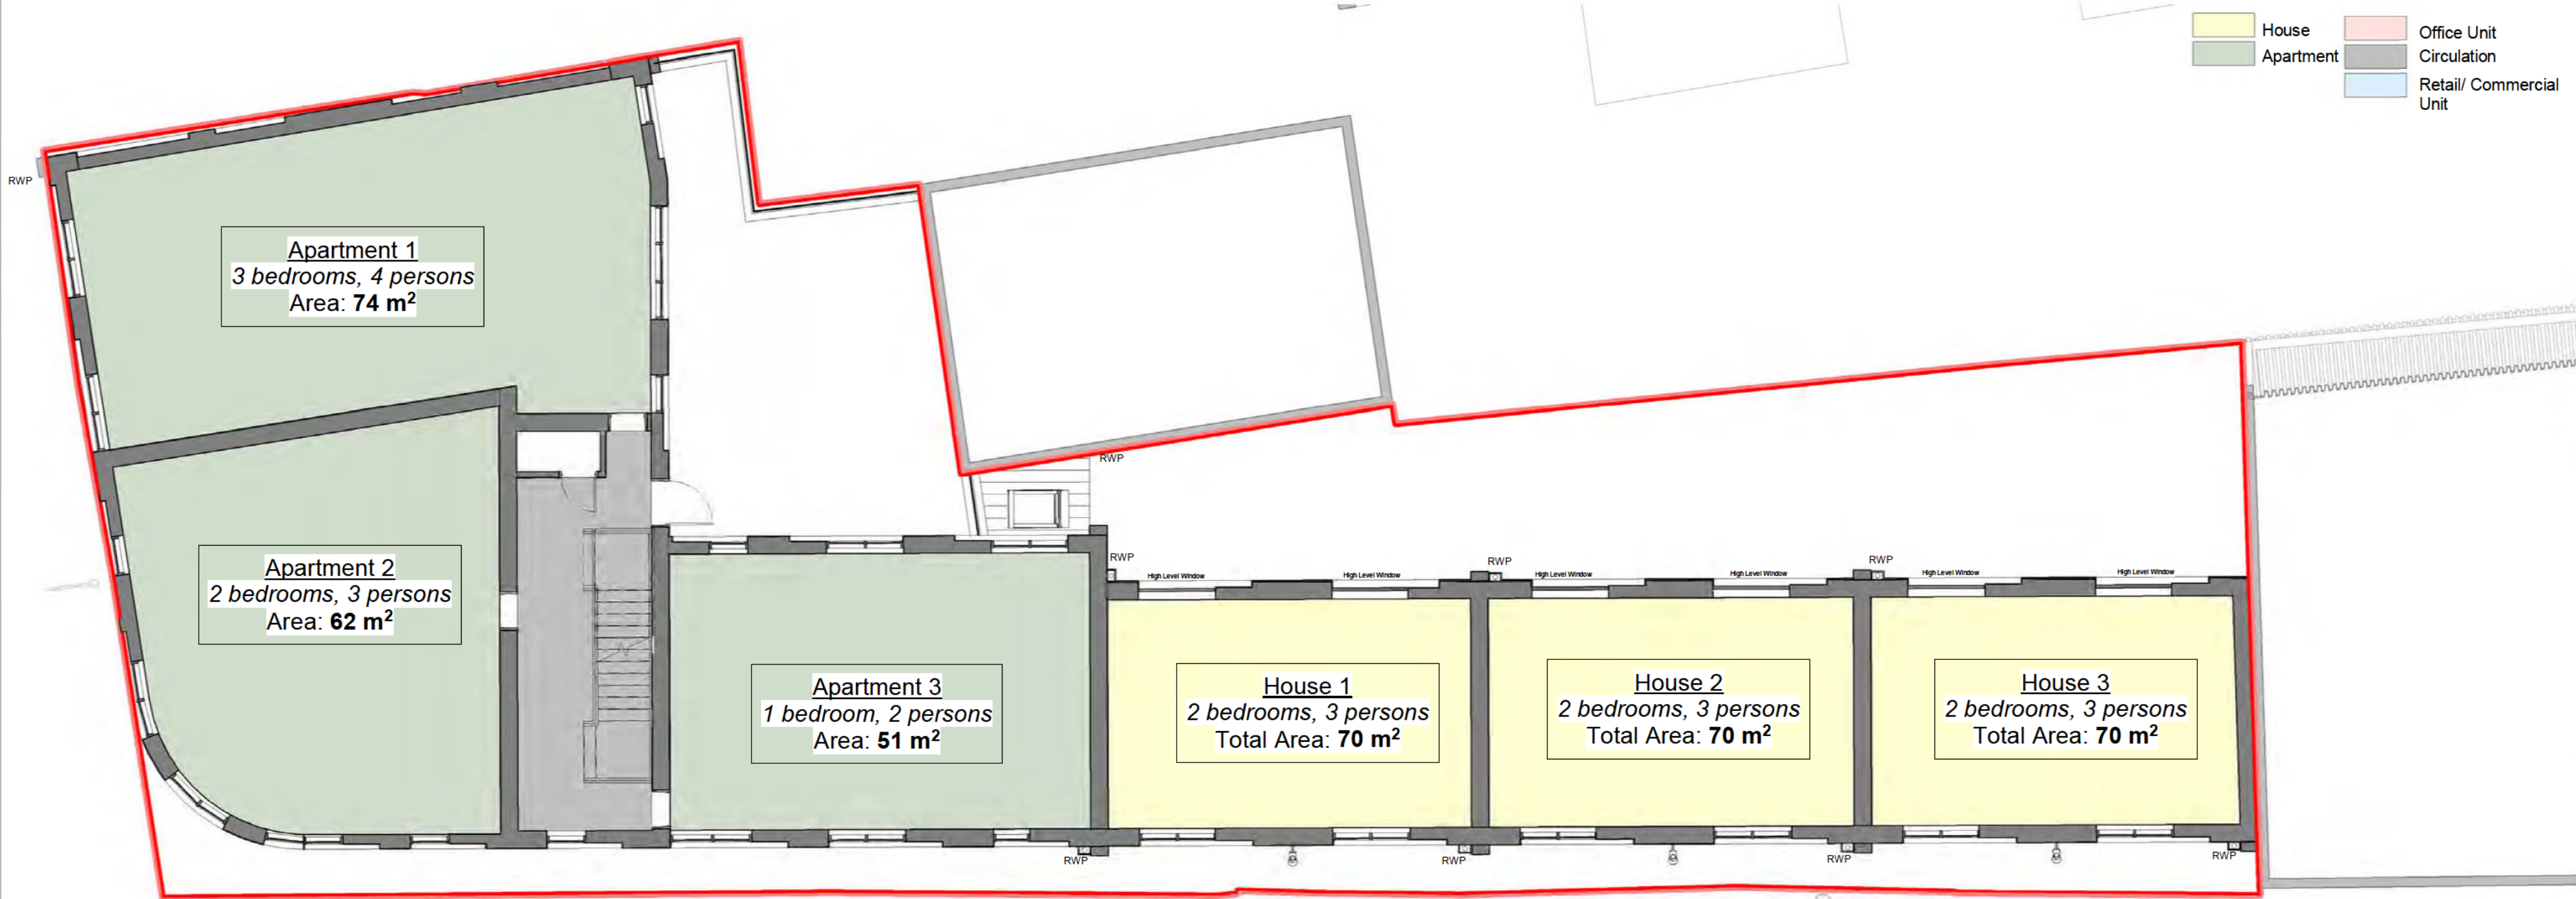 House
Apartment
Office Unit
Circulation
Retail/ Commercial
Unit
RWP
Apartment 1
3 bedrooms, 4 persons
Area: 74 m²
Apartment 2
2 bedrooms, 3 persons
Area: 62 m²
Apartment 3
1 bedroom, 2 persons
Area: 51 m²
RWP
RWP
High Level Window
High Level Window
RWP
High Level Window
High Level Window
RWP
High Level Window
High Level Window
House 1
2 bedrooms, 3 persons
Total Area: 70 m²
House 2
2 bedrooms, 3 persons
Total Area: 70 m²
House 3
2 bedrooms, 3 persons
Total Area: 70 m²
RWP
RWP
RWP
RWP